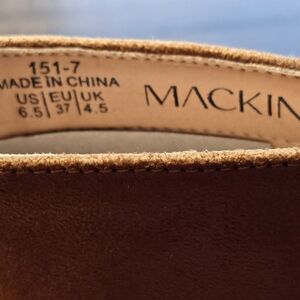 151-7
MADE IN CHINA
US|EU|UK
6.5|37|4.5
MACKIN